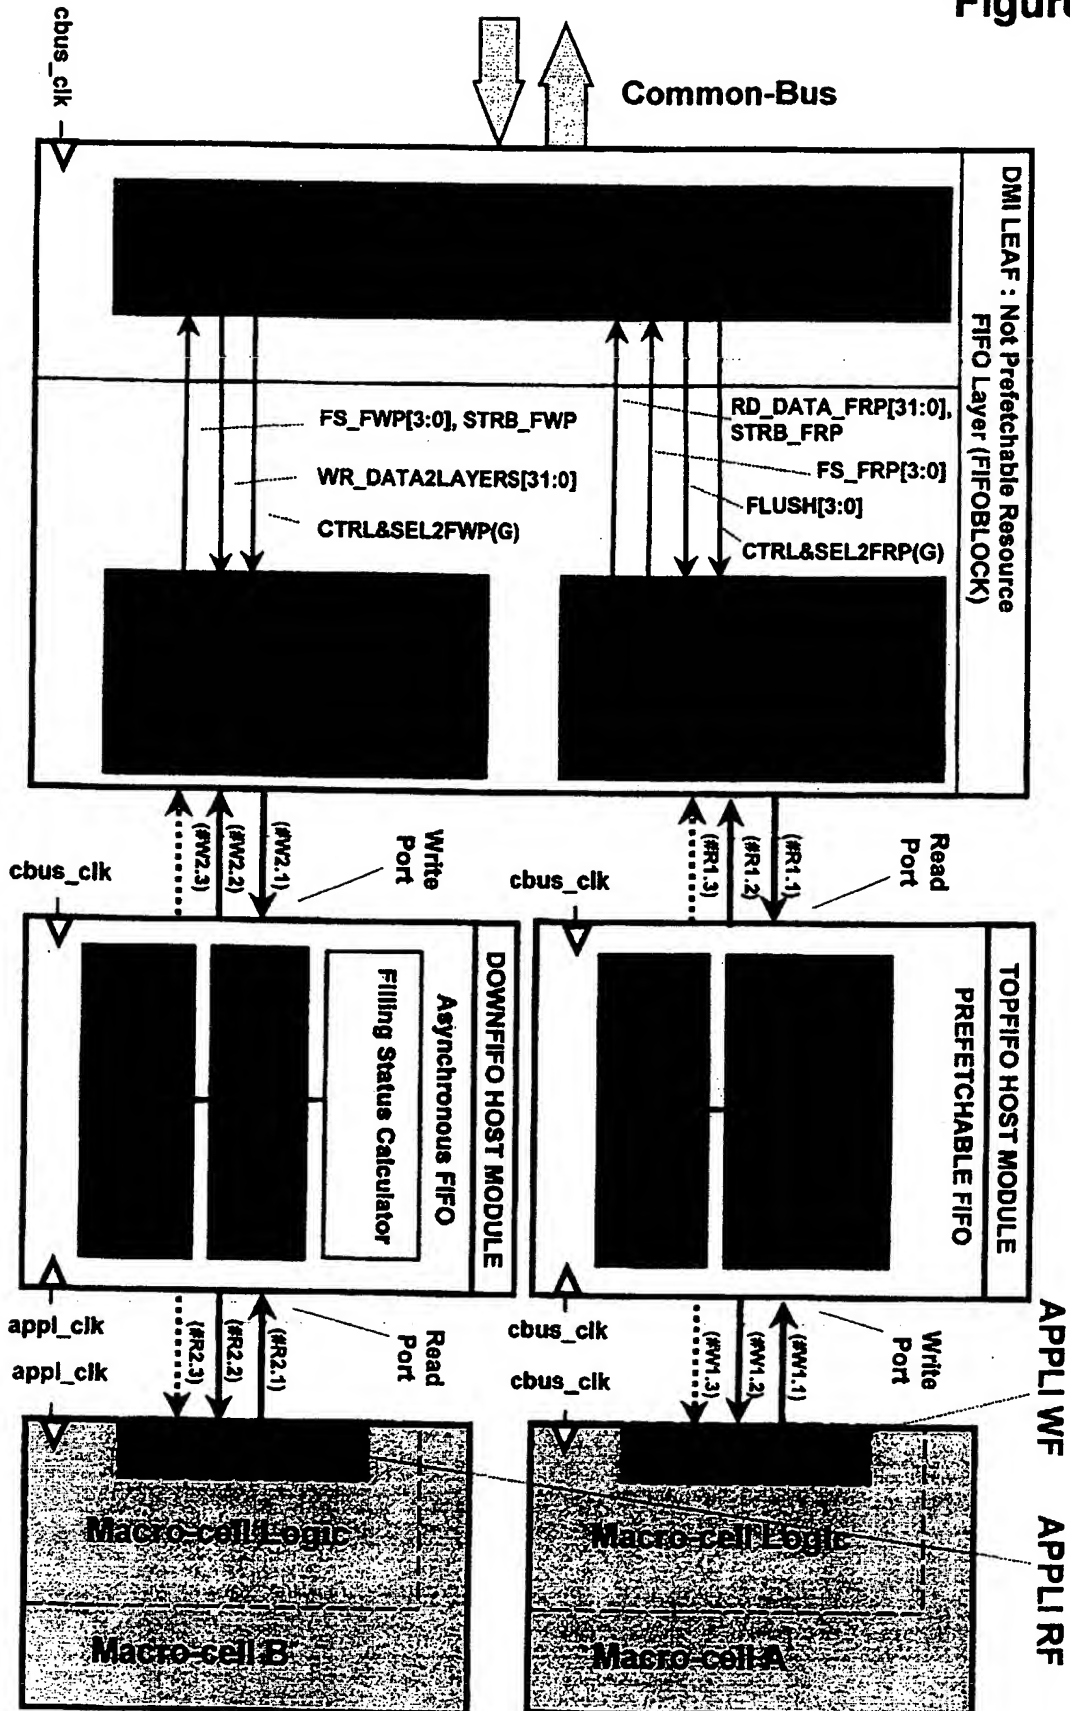 Figure
cbus_clk
Common-Bus
DMI LEAF : Not Prefetchable Resource
FIFO Layer (FIFOBLOCK)
FS_FWP[3:0], STRB_FWP
WR_DATA2LAYERS[31:0]
CTRL&SEL2FWP(G)
RD_DATA_FRP[31:0],
STRB_FRP
FS_FRP[3:0]
FLUSH[3:0]
CTRL&SEL2FRP(G)
(#W2.3)
(#W2.2)
(#W2.1)
Write
Port
(#R1.3)
(#R1.2)
(#R1.1)
Read
Port
cbus_clk
cbus_clk
DOWNFIFO HOST MODULE
Asynchronous FIFO
Filling Status Calculator
TOPFIFO HOST MODULE
PREFETCHABLE FIFO
appl_clk
appl_clk
(#R2.3)
(#R2.2)
(#R2.1)
Read
Port
cbus_clk
cbus_clk
(#W1.3)
(#W1.2)
(#W1.1)
Write
Port
APPLI WF
APPLI RF
Macro-cell Logic
Macro-cell B
Macro-cell Logic
Macro-cell A